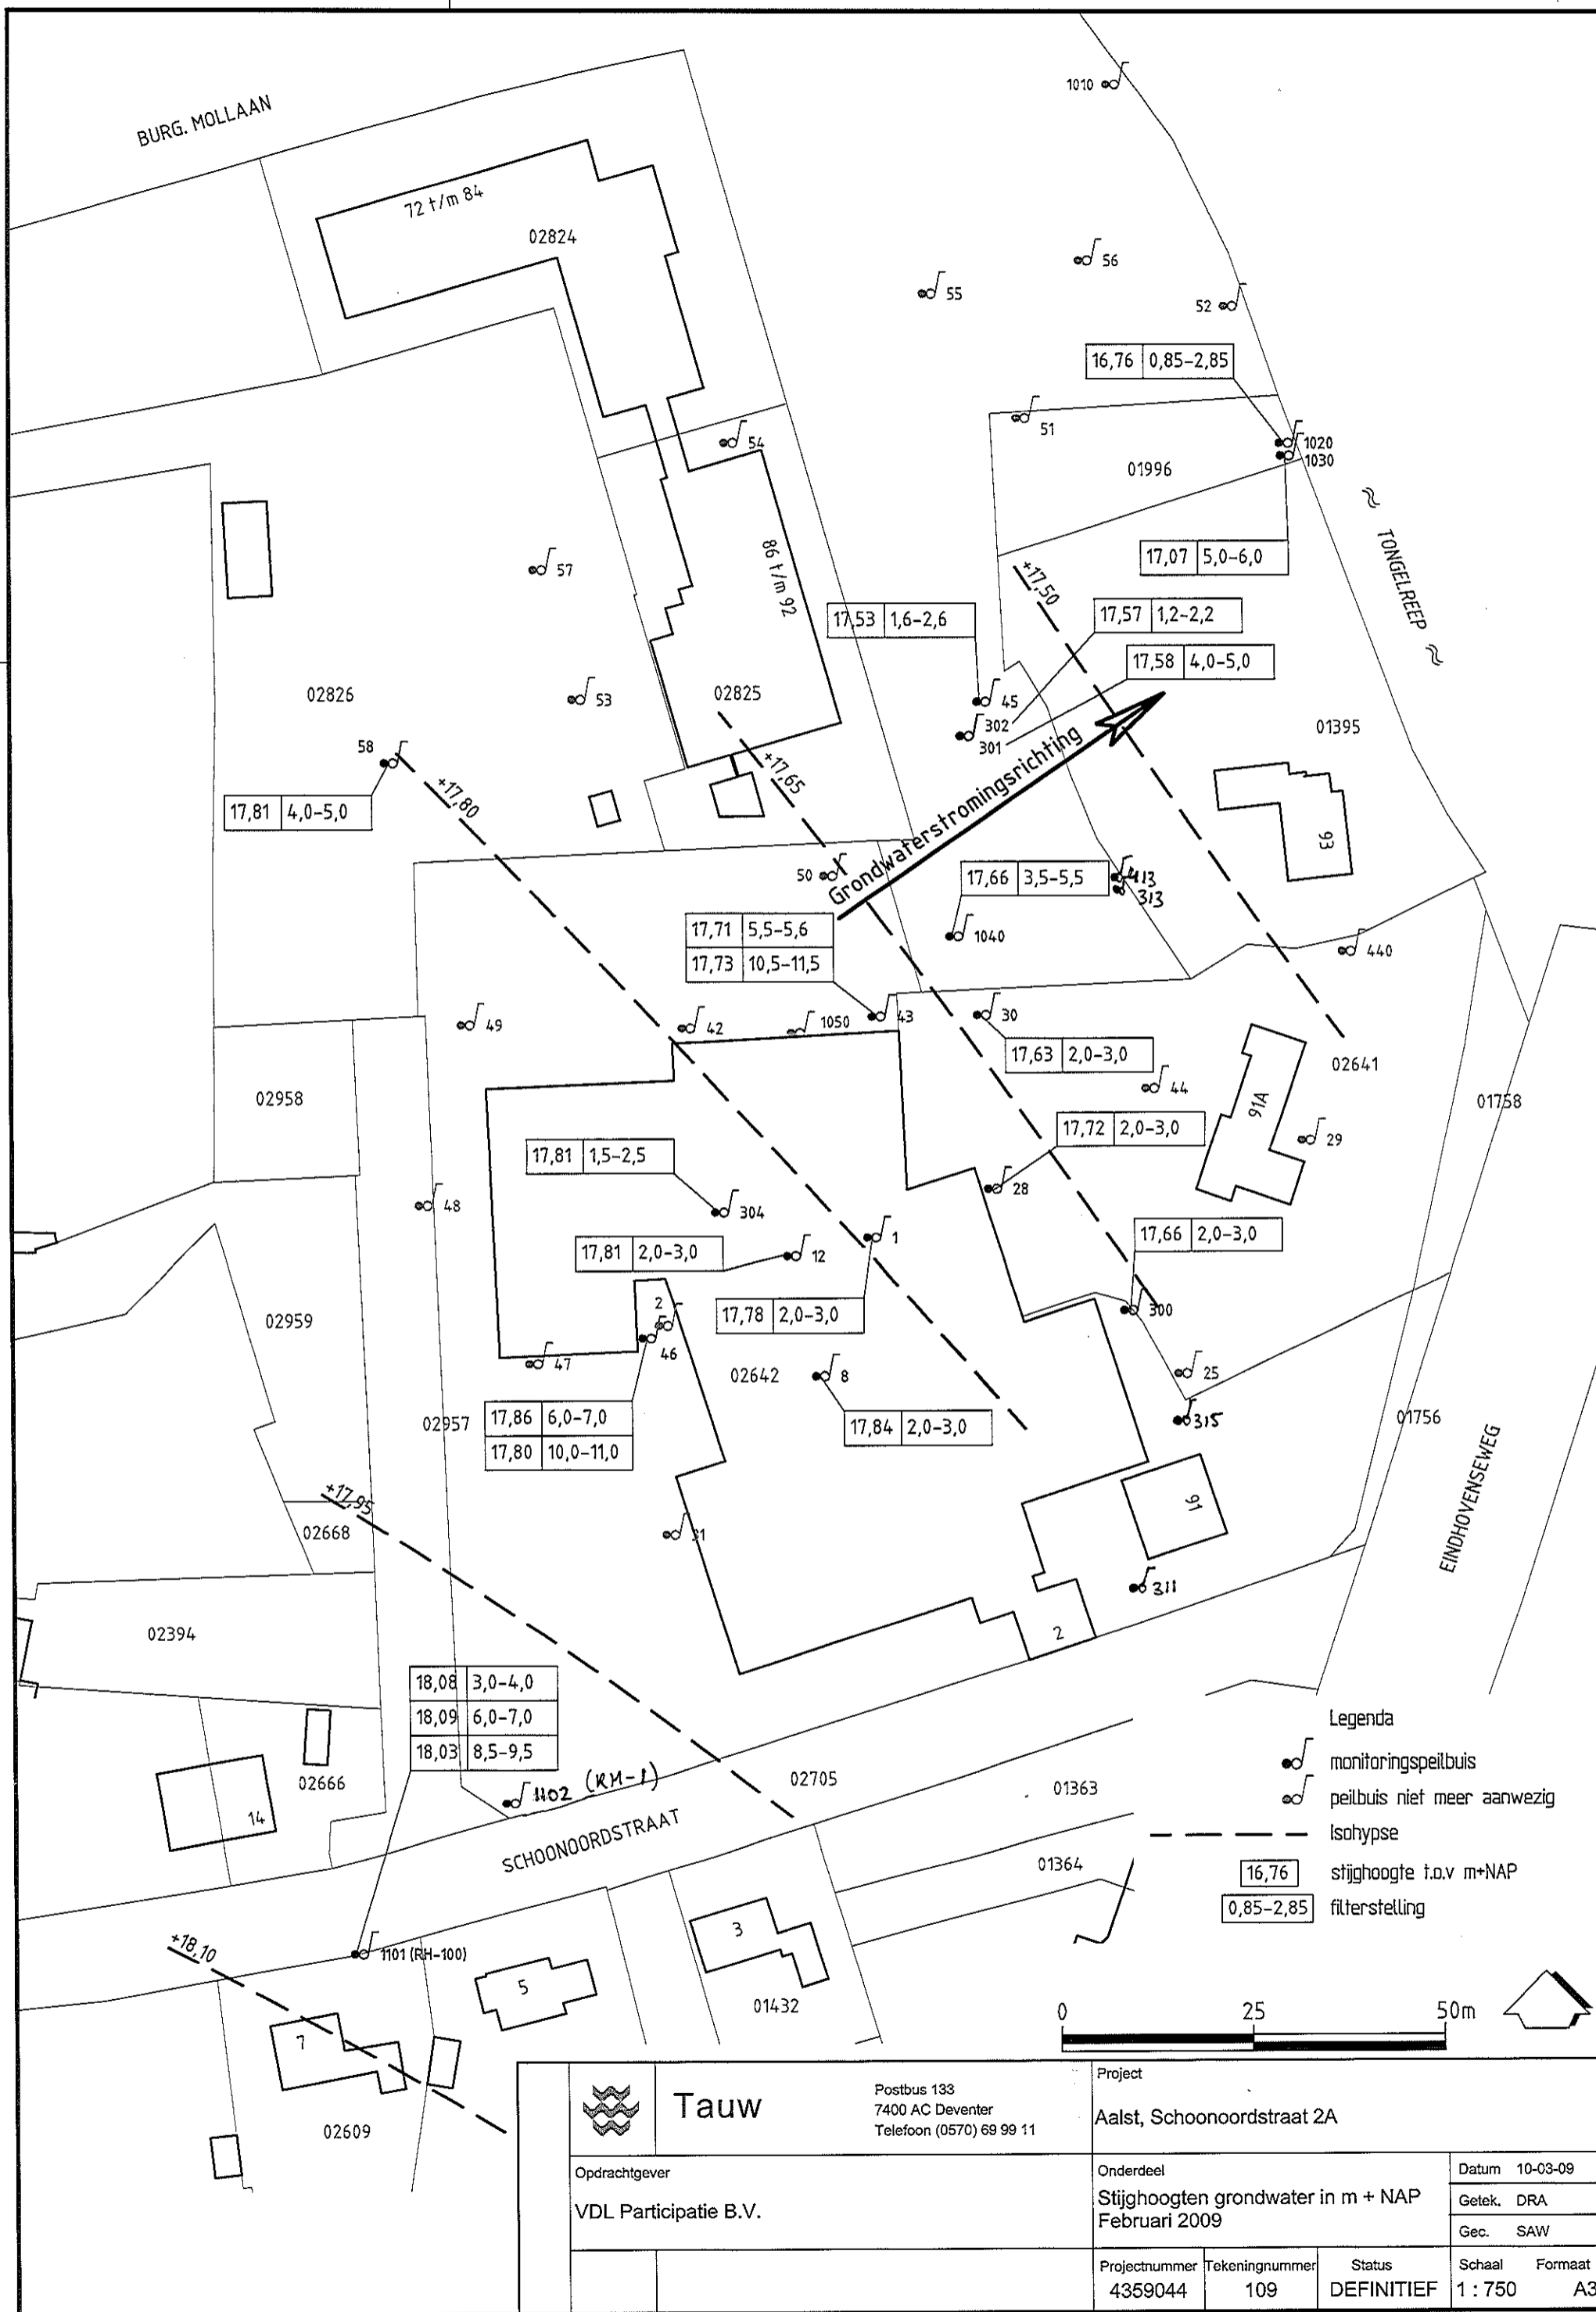 BURG. MOLLAAN
1010
72 t/m 84
02824
56
55
52
16,76 0,85-2,85
51
54
1020
1030
01996
86 t/m 92
57
17,07 5,0-6,0
~ TONGELREEP ~
+17,50
17,53 1,6-2,6
17,57 1,2-2,2
17,58 4,0-5,0
02826
53
02825
45
302
301
01395
58
+17,65
+17,80
17,81 4,0-5,0
Grondwaterstromingsrichting
93
50
17,66 3,5-5,5
413
313
17,71 5,5-5,6
17,73 10,5-11,5
1040
440
49
42
1050
43
30
17,63 2,0-3,0
02641
02958
44
91A
01758
17,72 2,0-3,0
29
17,81 1,5-2,5
28
48
304
17,81 2,0-3,0
12
1
17,66 2,0-3,0
02959
2
46
17,78 2,0-3,0
300
47
02642
8
25
02957
17,86 6,0-7,0
17,80 10,0-11,0
17,84 2,0-3,0
315
01756
EINDHOVENSEWEG
+17,95
02668
31
91
311
02394
2
18,08 3,0-4,0
18,09 6,0-7,0
18,03 8,5-9,5
Legenda
monitoringspeilbuis
peilbuis niet meer aanwezig
Isohypse
16,76 stijghoogte t.o.v m+NAP
0,85-2,85 filterstelling
02666
14
1102 (RH-1)
02705
01363
SCHOONOORDSTRAAT
01364
+18,10
1101 (RH-100)
3
5
01432
7
02609
0 25 50m
Tauw
Postbus 133
7400 AC Deventer
Telefoon (0570) 69 99 11
Project
Aalst, Schoonoordstraat 2A
Opdrachtgever
VDL Participatie B.V.
Onderdeel
Stijghoogten grondwater in m + NAP
Februari 2009
Datum 10-03-09
Getek. DRA
Gec. SAW
Projectnummer
4359044
Tekeningnummer
109
Status
DEFINITIEF
Schaal
1 : 750
Formaat
A3